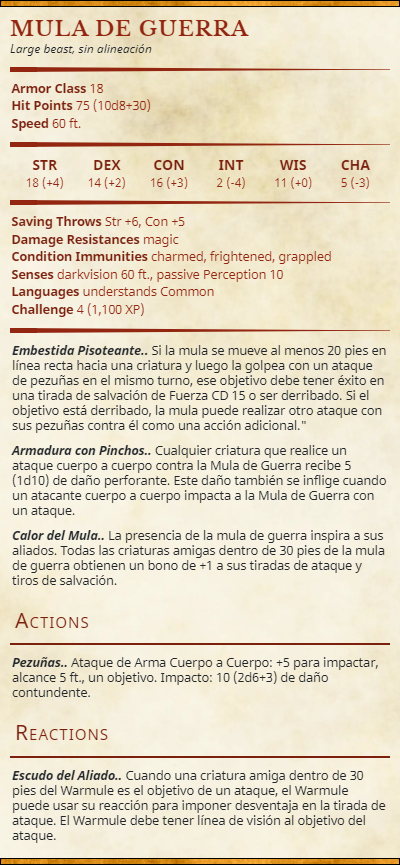 MULA DE GUERRA
Large beast, sin alineación
Armor Class 18
Hit Points 75 (10d8+30)
Speed 60 ft.
STR DEX CON INT WIS CHA
18 (+4) 14 (+2) 16 (+3) 2 (-4) 11 (+0) 5 (-3)
Saving Throws Str +6, Con +5
Damage Resistances magic
Condition Immunities charmed, frightened, grappled
Senses darkvision 60 ft., passive Perception 10
Languages understands Common
Challenge 4 (1,100 XP)
Embestida Pisoteante.. Si la mula se mueve al menos 20 pies en
línea recta hacia una criatura y luego la golpea con un ataque
de pezuñas en el mismo turno, ese objetivo debe tener éxito en
una tirada de salvación de Fuerza CD 15 o ser derribado. Si el
objetivo está derribado, la mula puede realizar otro ataque con
sus pezuñas contra él como una acción adicional."
Armadura con Pinchos.. Cualquier criatura que realice un
ataque cuerpo a cuerpo contra la Mula de Guerra recibe 5
(1d10) de daño perforante. Este daño también se inflige cuando
un atacante cuerpo a cuerpo impacta a la Mula de Guerra con
un ataque.
Calor del Mula.. La presencia de la mula de guerra inspira a sus
aliados. Todas las criaturas amigas dentro de 30 pies de la mula
de guerra obtienen un bono de +1 a sus tiradas de ataque y
tiros de salvación.
ACTIONS
Pezuñas.. Ataque de Arma Cuerpo a Cuerpo: +5 para impactar,
alcance 5 ft., un objetivo. Impacto: 10 (2d6+3) de daño
contundente.
REACTIONS
Escudo del Aliado.. Cuando una criatura amiga dentro de 30
pies del Warmule es el objetivo de un ataque, el Warmule
puede usar su reacción para imponer desventaja en la tirada de
ataque. El Warmule debe tener línea de visión al objetivo del
ataque.